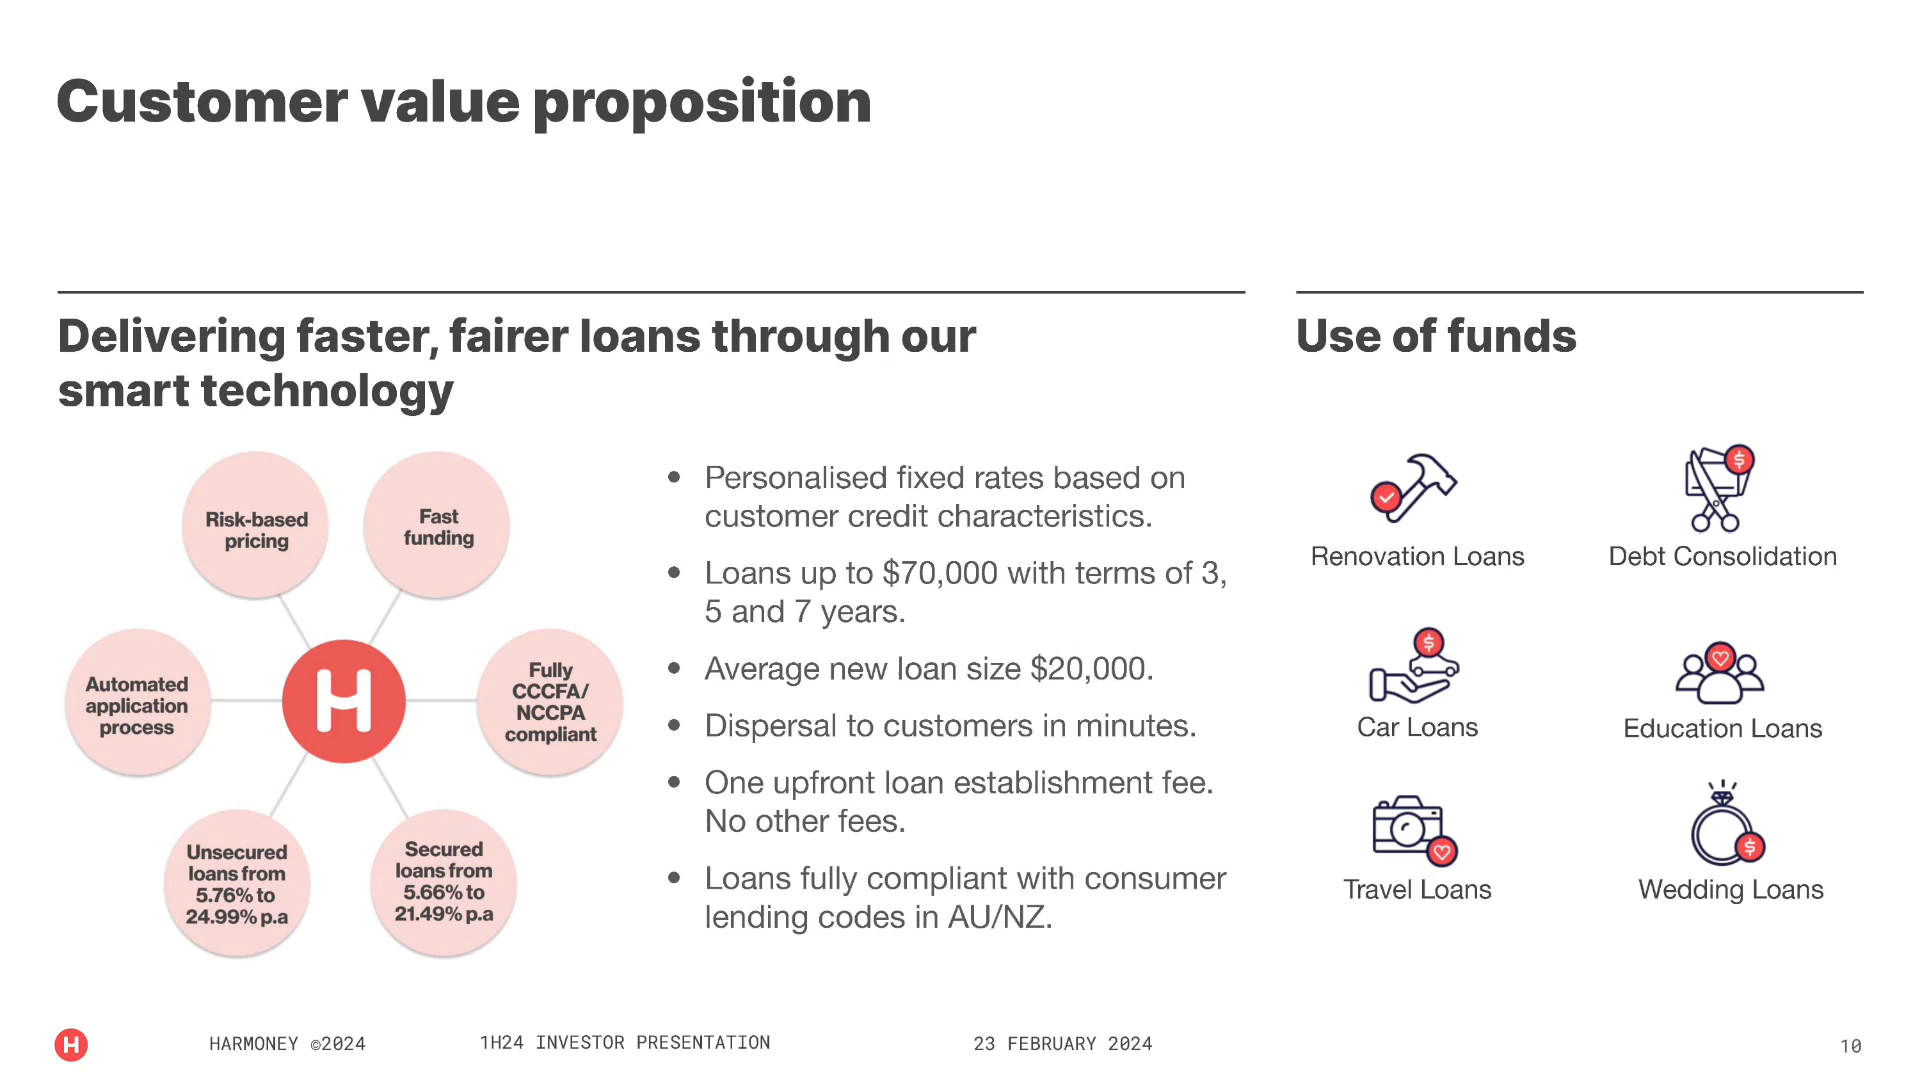 Customer value proposition
Delivering faster, fairer loans through our
smart technology
Risk-based
pricing
Fast
funding
Automated
application
process
H
Fully
CCCFA/
NCCPA
compliant
Unsecured
loans from
5.76% to
24.99% p.a
Secured
loans from
5.66% to
21.49% p.a
• Personalised fixed rates based on
customer credit characteristics.
• Loans up to $70,000 with terms of 3,
5 and 7 years.
• Average new loan size $20,000.
• Dispersal to customers in minutes.
• One upfront loan establishment fee.
No other fees.
• Loans fully compliant with consumer
lending codes in AU/NZ.
Use of funds
$
Renovation Loans
Debt Consolidation
$
Car Loans
Education Loans
$
Travel Loans
Wedding Loans
H
HARMONEY ©2024
1H24 INVESTOR PRESENTATION
23 FEBRUARY 2024
10